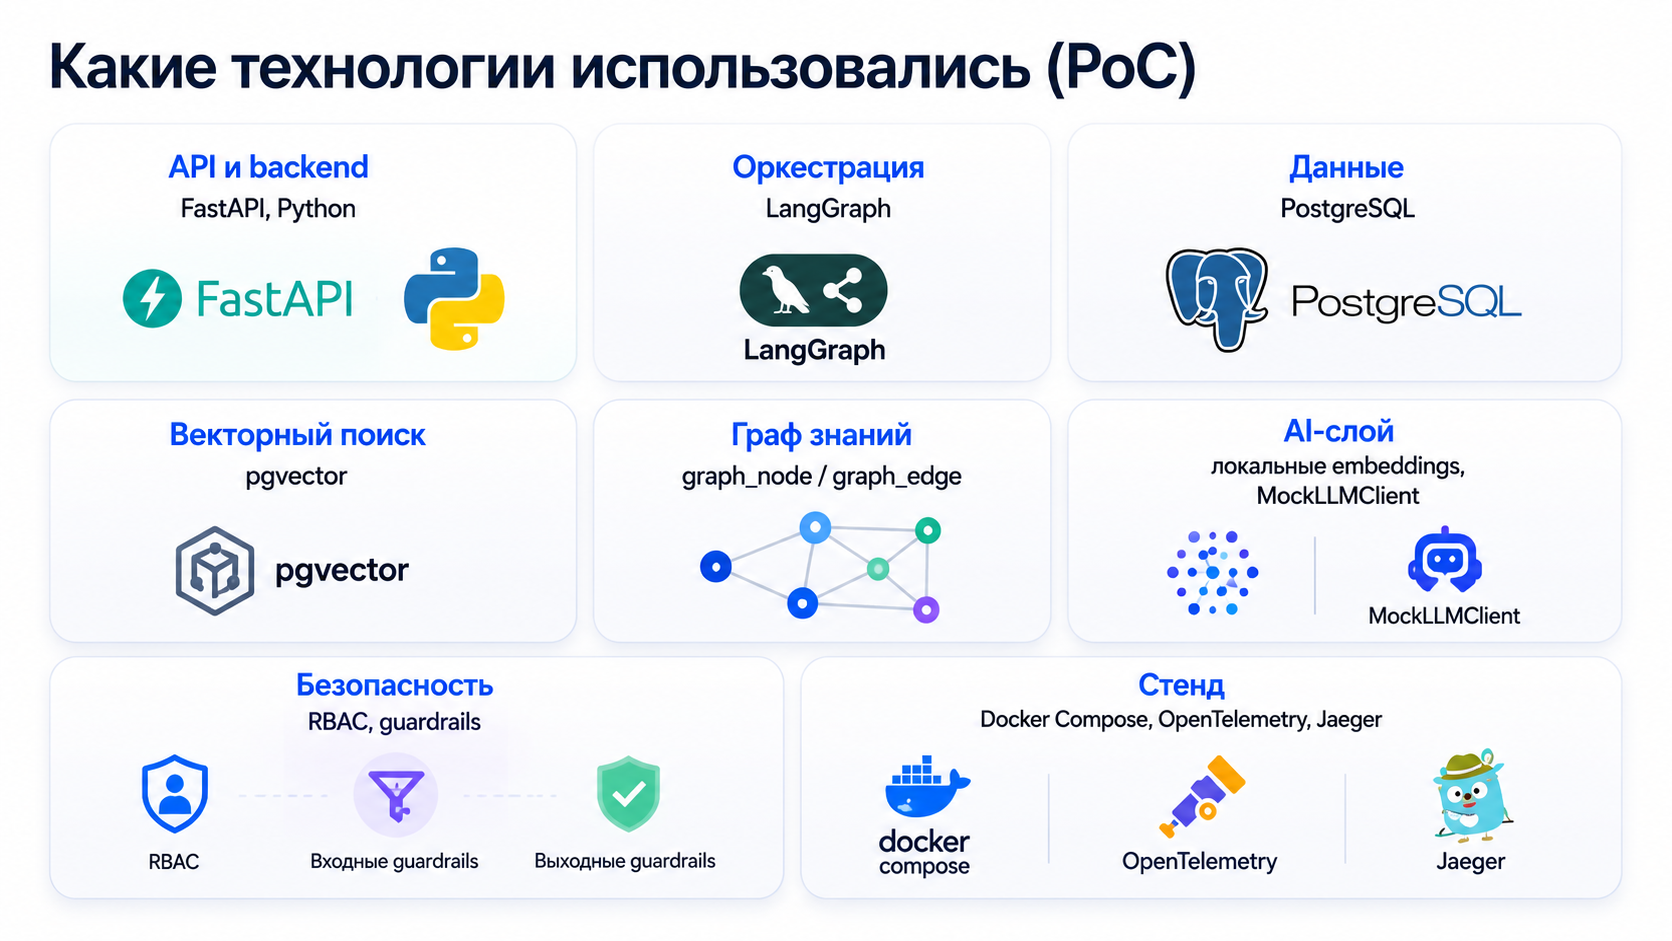 Какие технологии использовались (PoC)
API и backend
FastAPI, Python
FastAPI
Оркестрация
LangGraph
LangGraph
Данные
PostgreSQL
PostgreSQL
Векторный поиск
pgvector
pgvector
Граф знаний
graph_node / graph_edge
AI-слой
локальные embeddings,
MockLLMClient
MockLLMClient
Безопасность
RBAC, guardrails
RBAC
Входные guardrails
Выходные guardrails
Стенд
Docker Compose, OpenTelemetry, Jaeger
docker
compose
OpenTelemetry
Jaeger